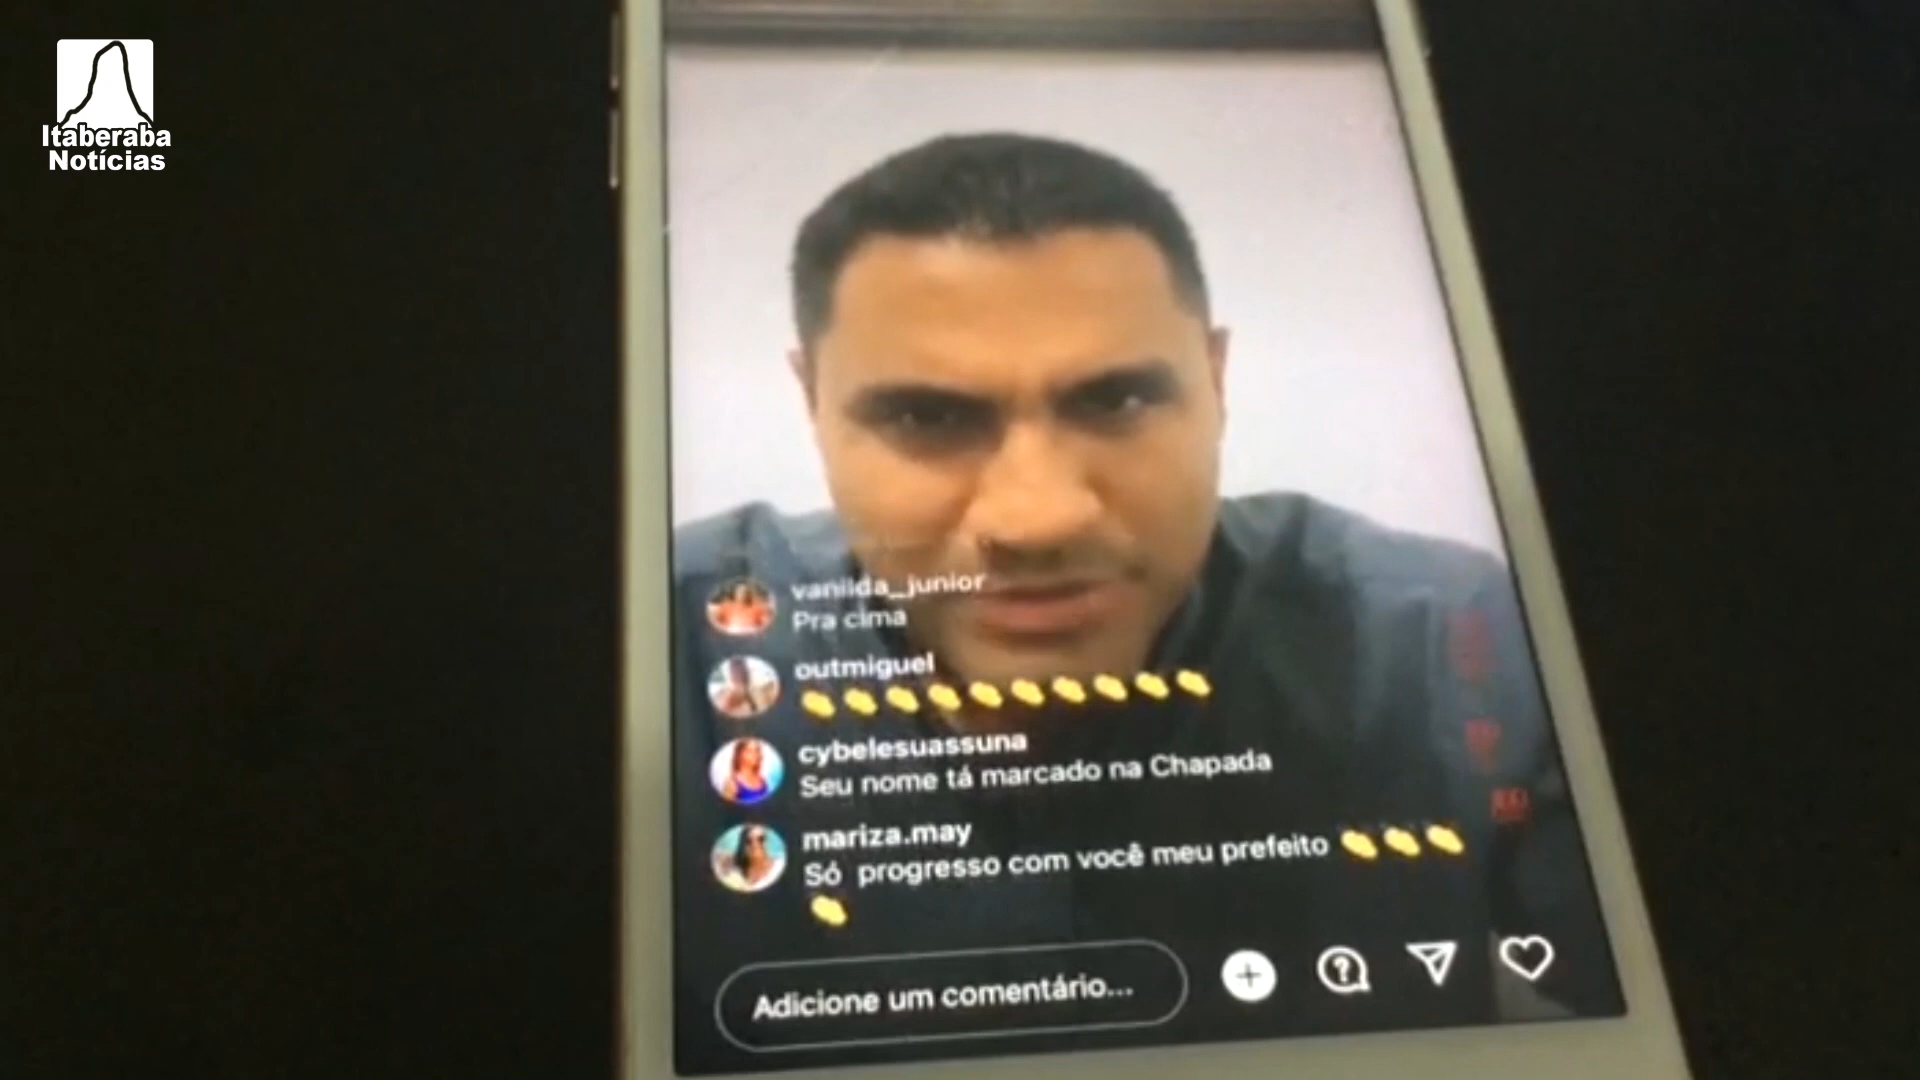 Itaberaba
Notícias
vanilda_junior
Pra cima
outmiguel
👏👏👏👏👏👏👏👏👏👏
cybelesuassuna
Seu nome tá marcado na Chapada
mariza.may
Só progresso com você meu prefeito 👏👏👏
👏
Adicione um comentário...